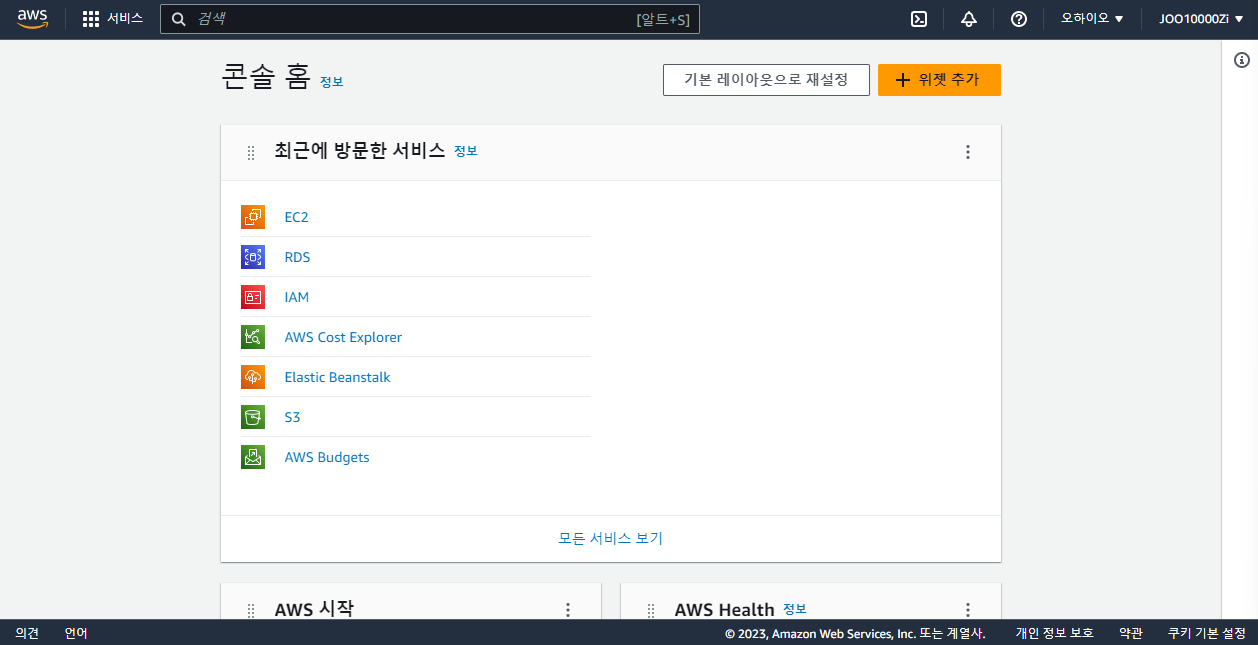 aws 서비스 검색 [알트+S] 오하이오 JOO10000Zi
콘솔 홈 정보 기본 레이아웃으로 재설정 위젯 추가
최근에 방문한 서비스 정보
EC2
RDS
IAM
AWS Cost Explorer
Elastic Beanstalk
S3
AWS Budgets
모든 서비스 보기
AWS 시작
AWS Health 정보
의견 언어 © 2023, Amazon Web Services, Inc. 또는 계열사. 개인 정보 보호 약관 쿠키 기본 설정